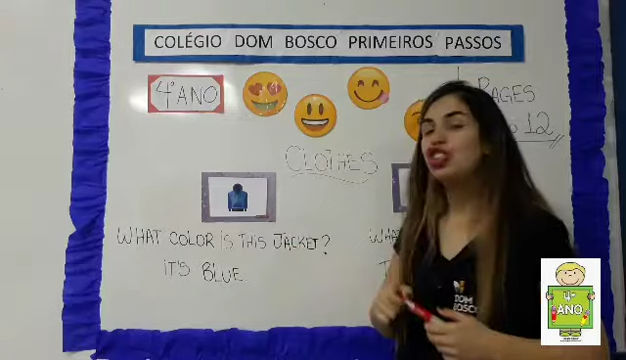 COLÉGIO DOM BOSCO PRIMEIROS PASSOS
4º ANO
PAGES
12
CLOTHES
WHAT COLOR IS THIS JACKET?
IT'S BLUE
DOM
BOSCO
4º
ANO